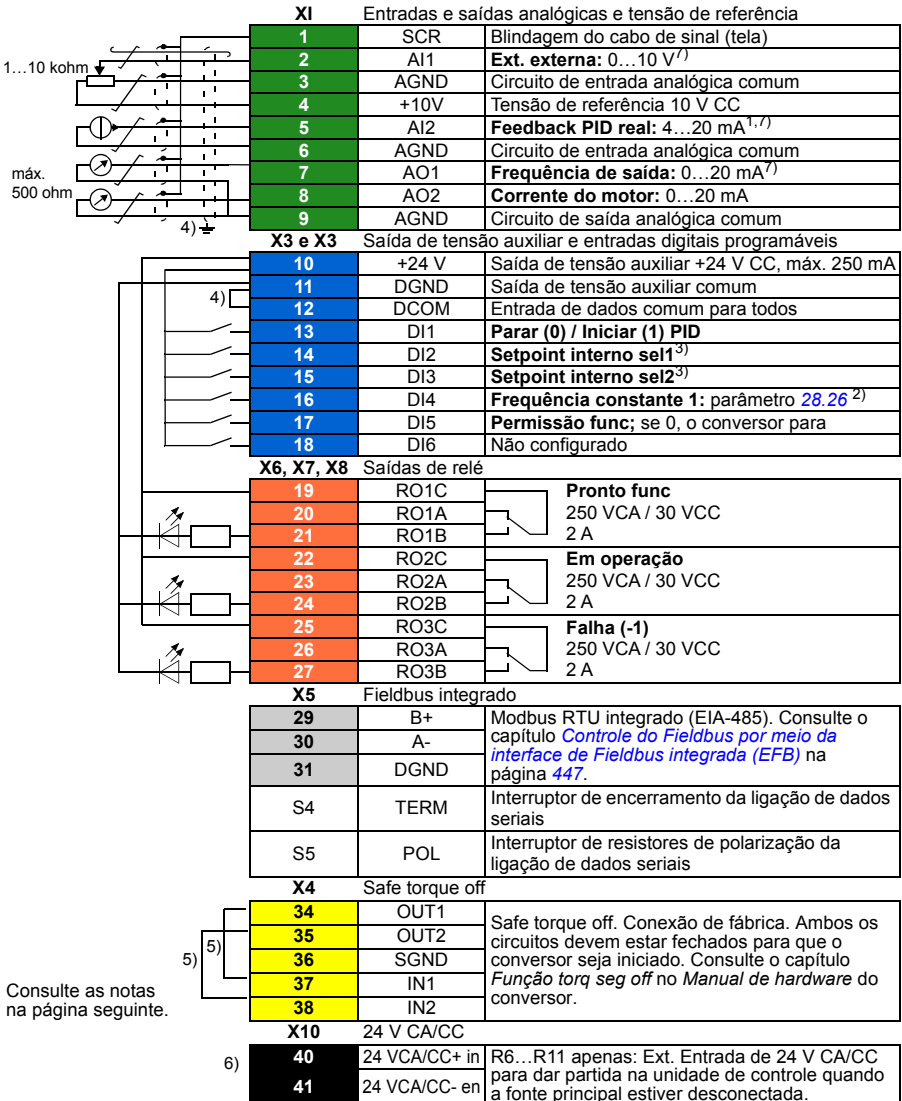 XI Entradas e saídas analógicas e tensão de referência
1 SCR Blindagem do cabo de sinal (tela)
1…10 kohm
2 AI1 Ext. externa: 0…10 V7)
3 AGND Circuito de entrada analógica comum
4 +10V Tensão de referência 10 V CC
5 AI2 Feedback PID real: 4…20 mA1,7)
6 AGND Circuito de entrada analógica comum
máx.
500 ohm
7 AO1 Frequência de saída: 0…20 mA7)
8 AO2 Corrente do motor: 0…20 mA
9 AGND Circuito de saída analógica comum
4)
X3 e X3 Saída de tensão auxiliar e entradas digitais programáveis
10 +24 V Saída de tensão auxiliar +24 V CC, máx. 250 mA
11 DGND Saída de tensão auxiliar comum
4)
12 DCOM Entrada de dados comum para todos
13 DI1 Parar (0) / Iniciar (1) PID
14 DI2 Setpoint interno sel13)
15 DI3 Setpoint interno sel23)
16 DI4 Frequência constante 1: parâmetro 28.26 2)
17 DI5 Permissão func; se 0, o conversor para
18 DI6 Não configurado
X6, X7, X8 Saídas de relé
19 RO1C Pronto func
20 RO1A 250 VCA / 30 VCC
21 RO1B 2 A
22 RO2C Em operação
23 RO2A 250 VCA / 30 VCC
24 RO2B 2 A
25 RO3C Falha (-1)
26 RO3A 250 VCA / 30 VCC
27 RO3B 2 A
X5 Fieldbus integrado
29 B+
30 A-
31 DGND
Modbus RTU integrado (EIA-485). Consulte o
capítulo Controle do Fieldbus por meio da
interface de Fieldbus integrada (EFB) na
página 447.
S4 TERM
Interruptor de encerramento da ligação de dados
seriais
S5 POL
Interruptor de resistores de polarização da
ligação de dados seriais
X4 Safe torque off
34 OUT1
35 OUT2
36 SGND
37 IN1
38 IN2
5)
5)
Safe torque off. Conexão de fábrica. Ambos os
circuitos devem estar fechados para que o
conversor seja iniciado. Consulte o capítulo
Função torq seg off no Manual de hardware do
conversor.
Consulte as notas
na página seguinte.
X10 24 V CA/CC
6)
40 24 VCA/CC+ in
41 24 VCA/CC- en
R6…R11 apenas: Ext. Entrada de 24 V CA/CC
para dar partida na unidade de controle quando
a fonte principal estiver desconectada.